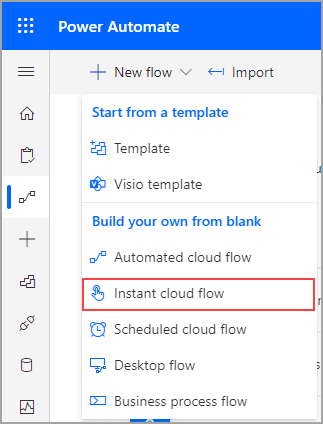 Power Automate
New flow
Import
Start from a template
Template
Visio template
Build your own from blank
Automated cloud flow
Instant cloud flow
Scheduled cloud flow
Desktop flow
Business process flow